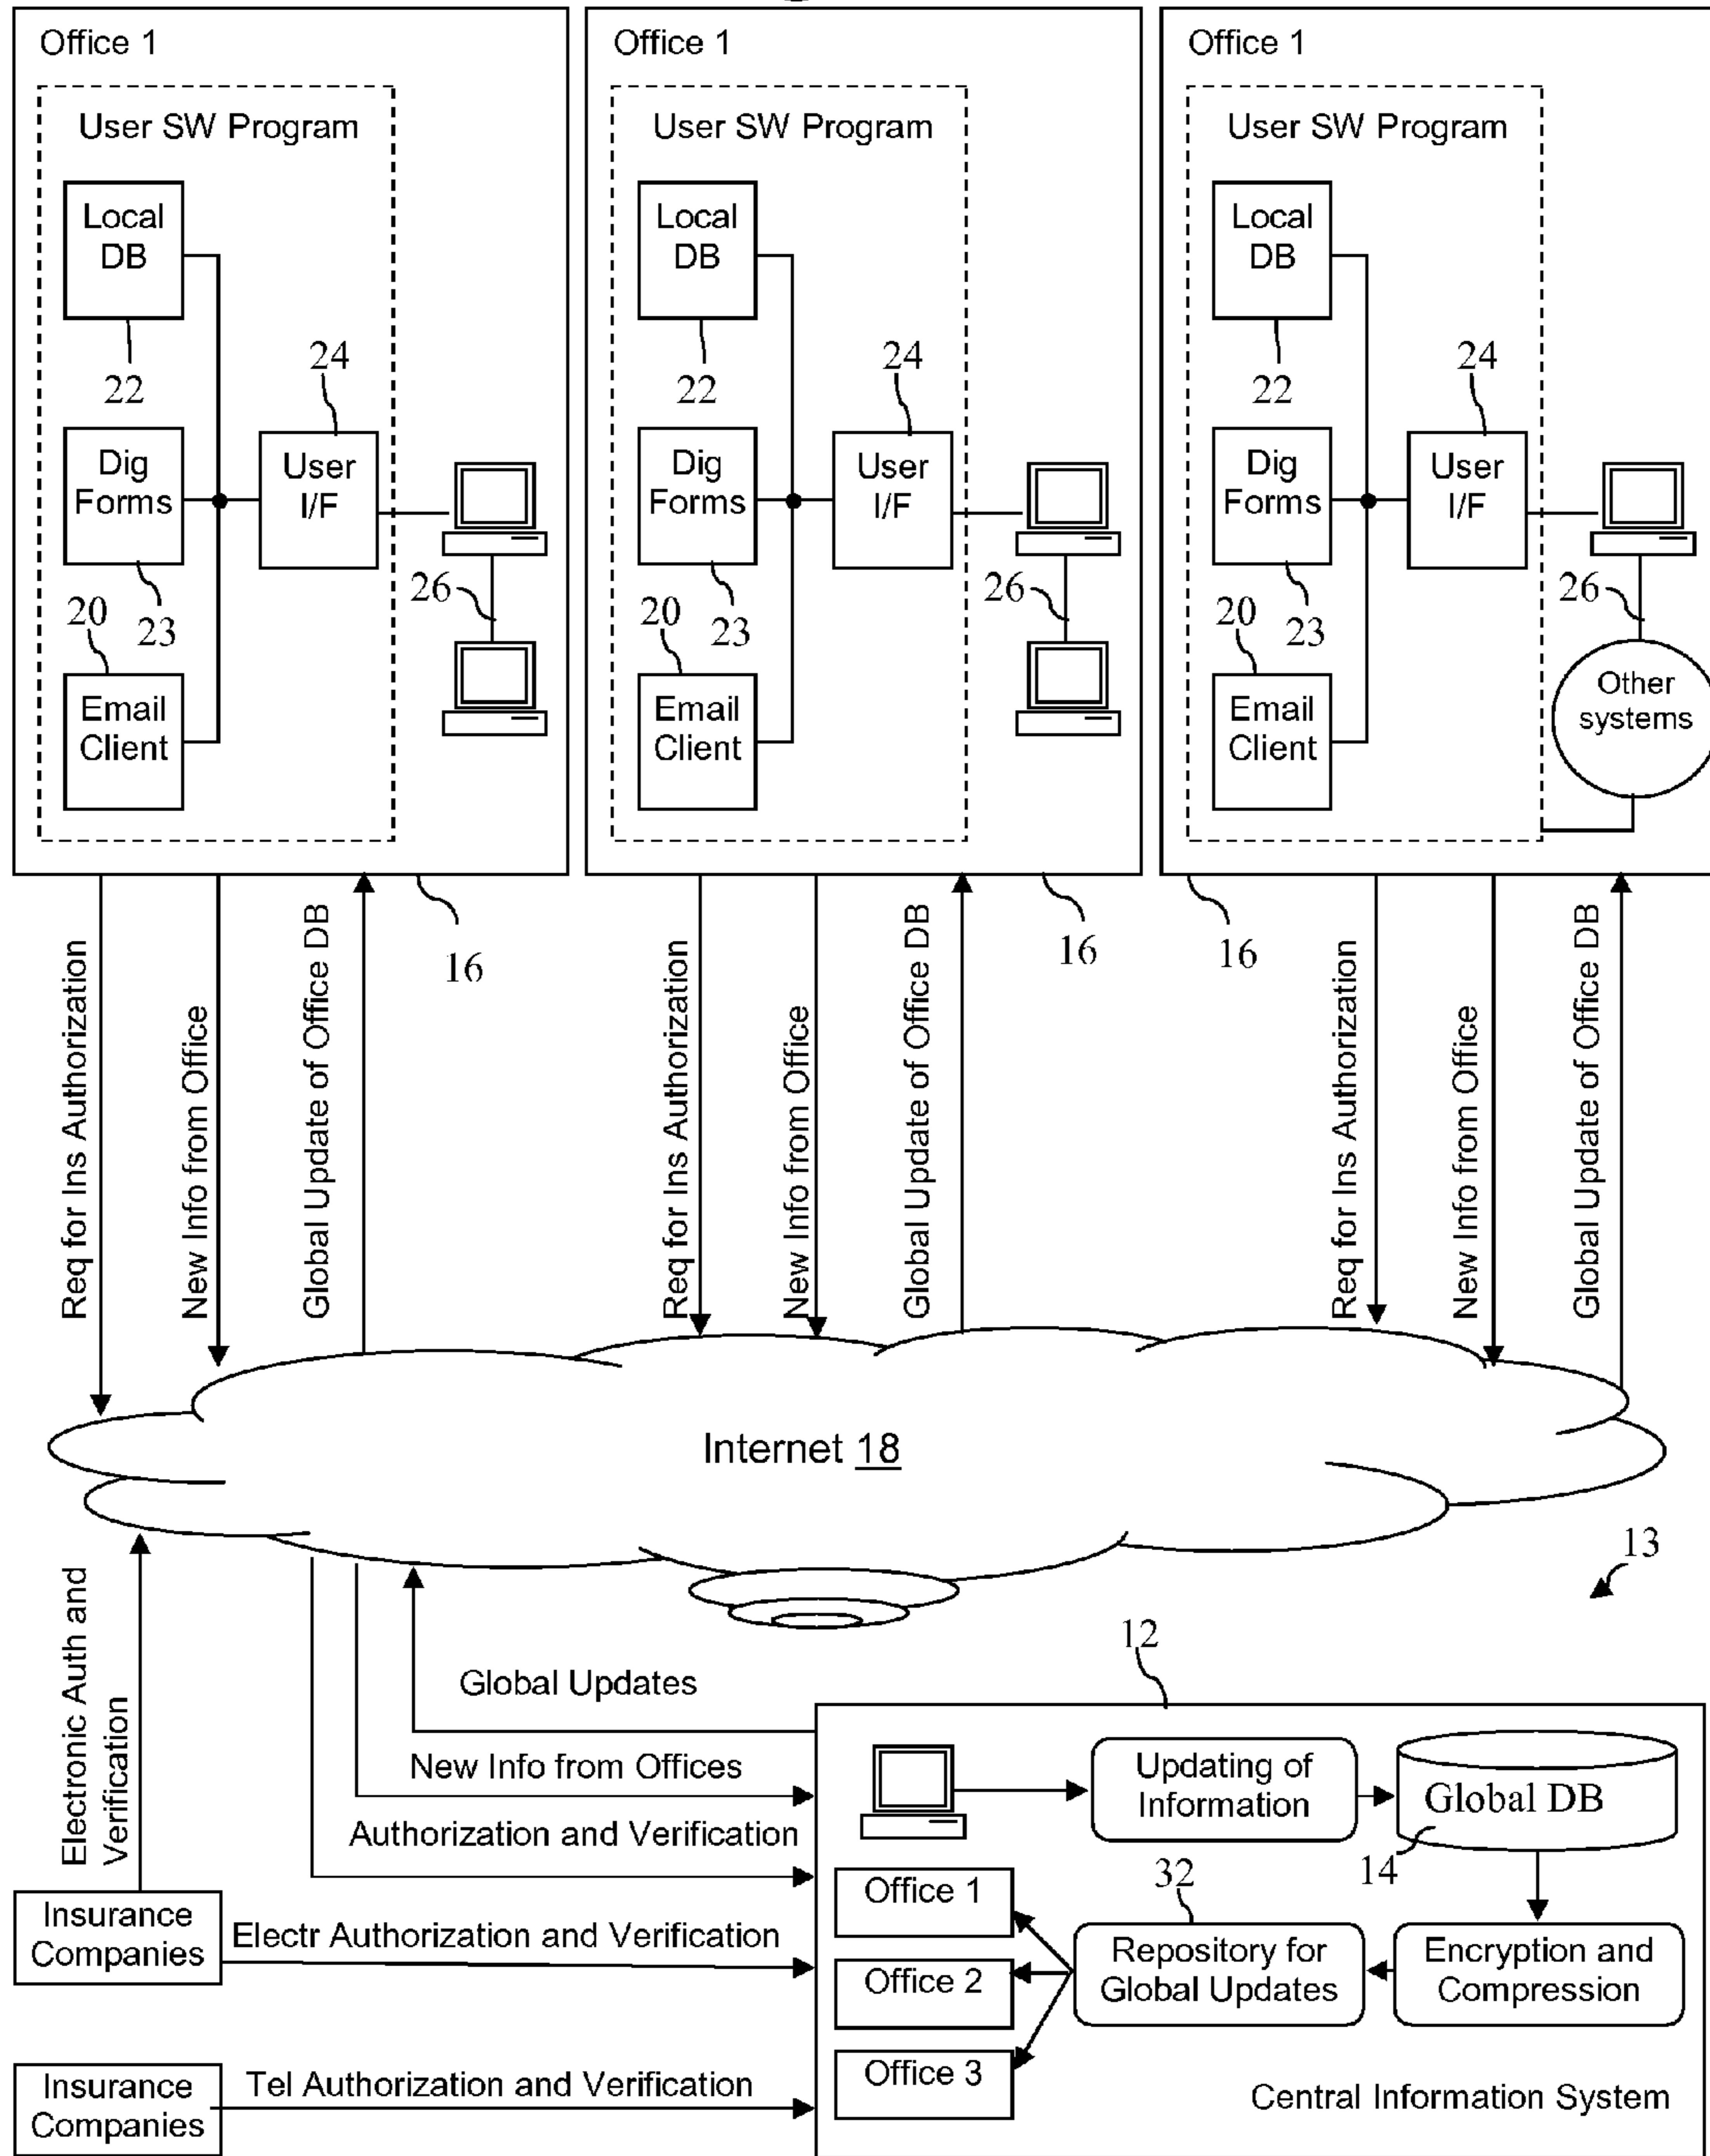 Office 1
User SW Program
Local
DB
22
24
Dig
Forms
User
I/F
23
20
26
Email
Client
16
Office 1
User SW Program
Local
DB
22
24
Dig
Forms
User
I/F
23
20
26
Email
Client
16
Office 1
User SW Program
Local
DB
22
24
Dig
Forms
User
I/F
23
20
26
Email
Client
Other
systems
16
Req for Ins Authorization
New Info from Office
Global Update of Office DB
Req for Ins Authorization
New Info from Office
Global Update of Office DB
Req for Ins Authorization
New Info from Office
Global Update of Office DB
Internet 18
13
Electronic Auth and
Verification
Global Updates
New Info from Offices
Authorization and Verification
12
Updating of
Information
Global DB
14
Office 1
32
Insurance
Companies
Electr Authorization and Verification
Office 2
Repository for
Global Updates
Encryption and
Compression
Office 3
Insurance
Companies
Tel Authorization and Verification
Central Information System